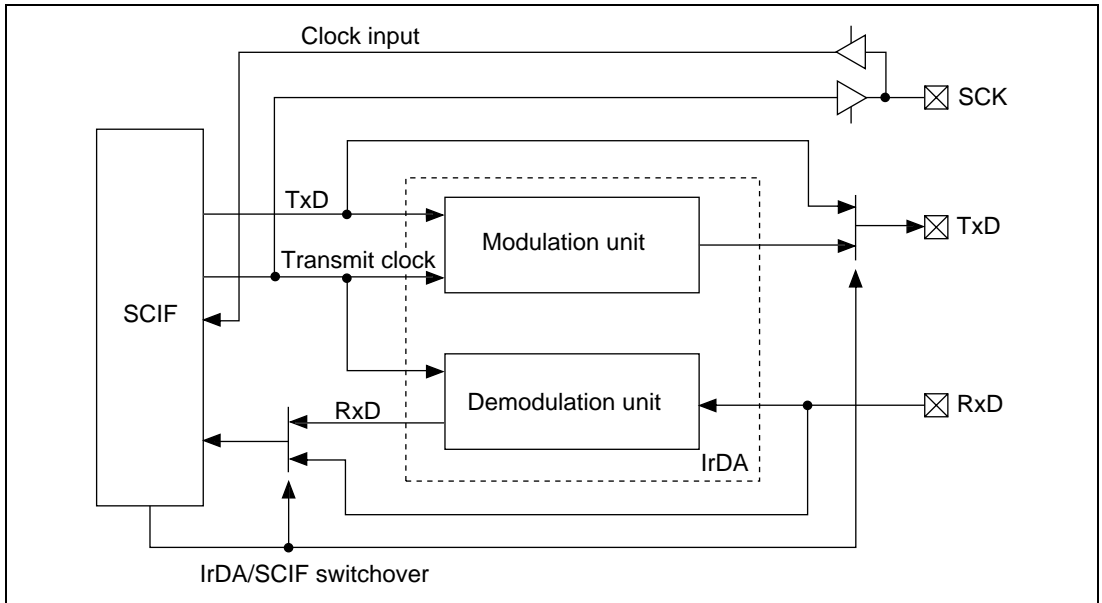 Clock input
SCK
TxD
Modulation unit
TxD
Transmit clock
SCIF
Demodulation unit
RxD
RxD
IrDA
IrDA/SCIF switchover